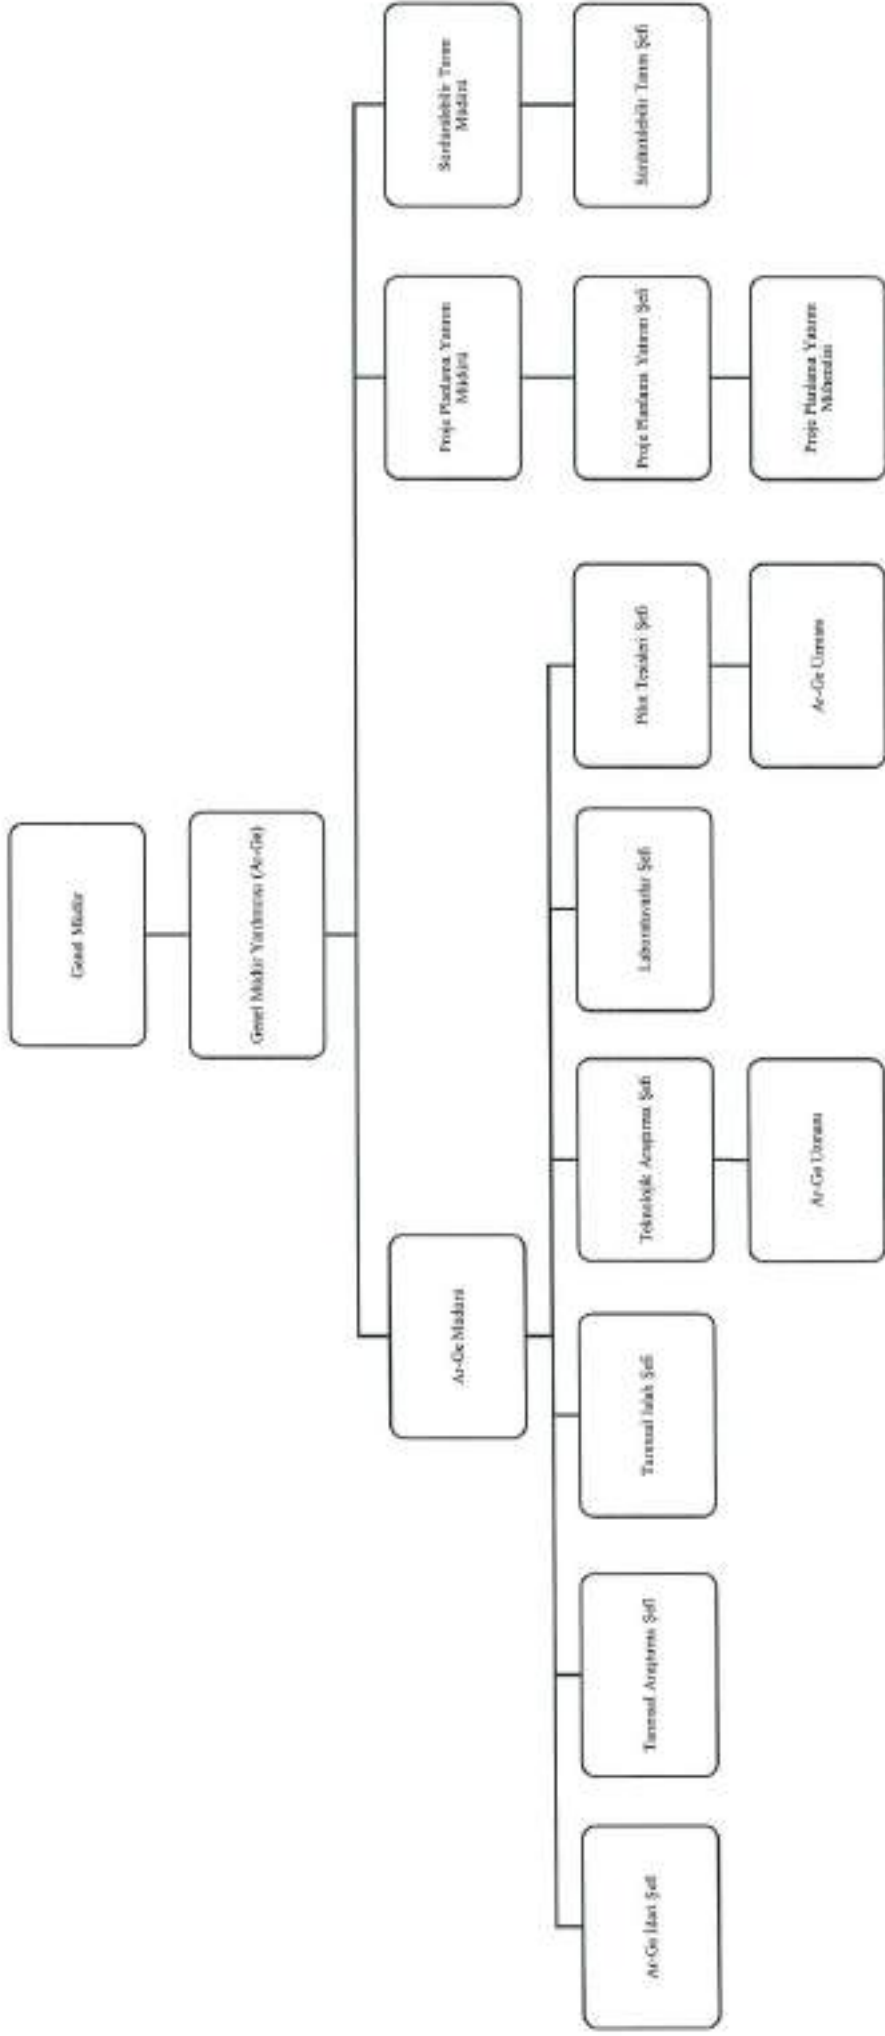 Genel Müdür
Genel Müdür Yardımcısı (Ar-Ge)
Ar-Ge Müdürü
Proje Planlama Yatırım
Müdürü
Sürdürülebilir Tarım
Müdürü
Ar-Ge İdari Şefi
Tarımsal Araştırma Şefi
Tarımsal Islah Şefi
Teknolojik Araştırma Şefi
Laboratuvarlar Şefi
Pilot Tesisleri Şefi
Proje Planlama Yatırım Şefi
Sürdürülebilir Tarım Şefi
Ar-Ge Uzmanı
Ar-Ge Uzmanı
Proje Planlama Yatırım
Mühendisi